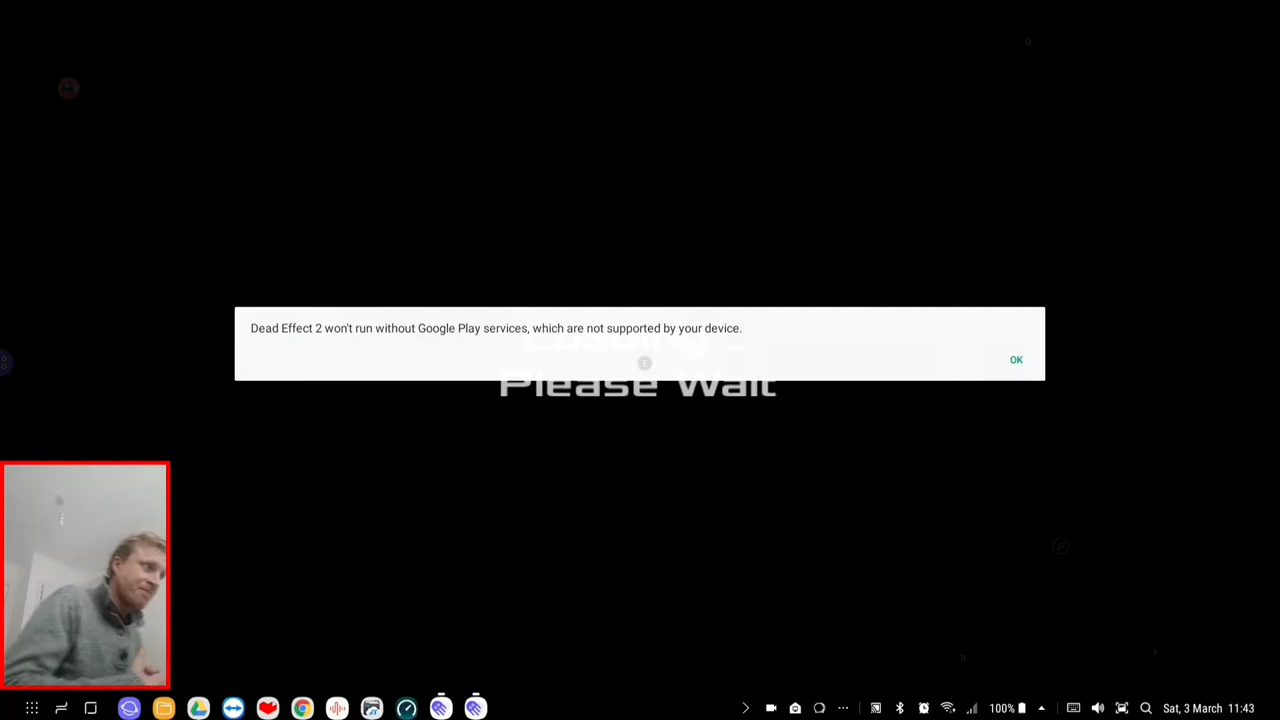 Dead Effect 2 won't run without Google Play services, which are not supported by your device.
OK
Please Wait
100%
Sat, 3 March
11:43